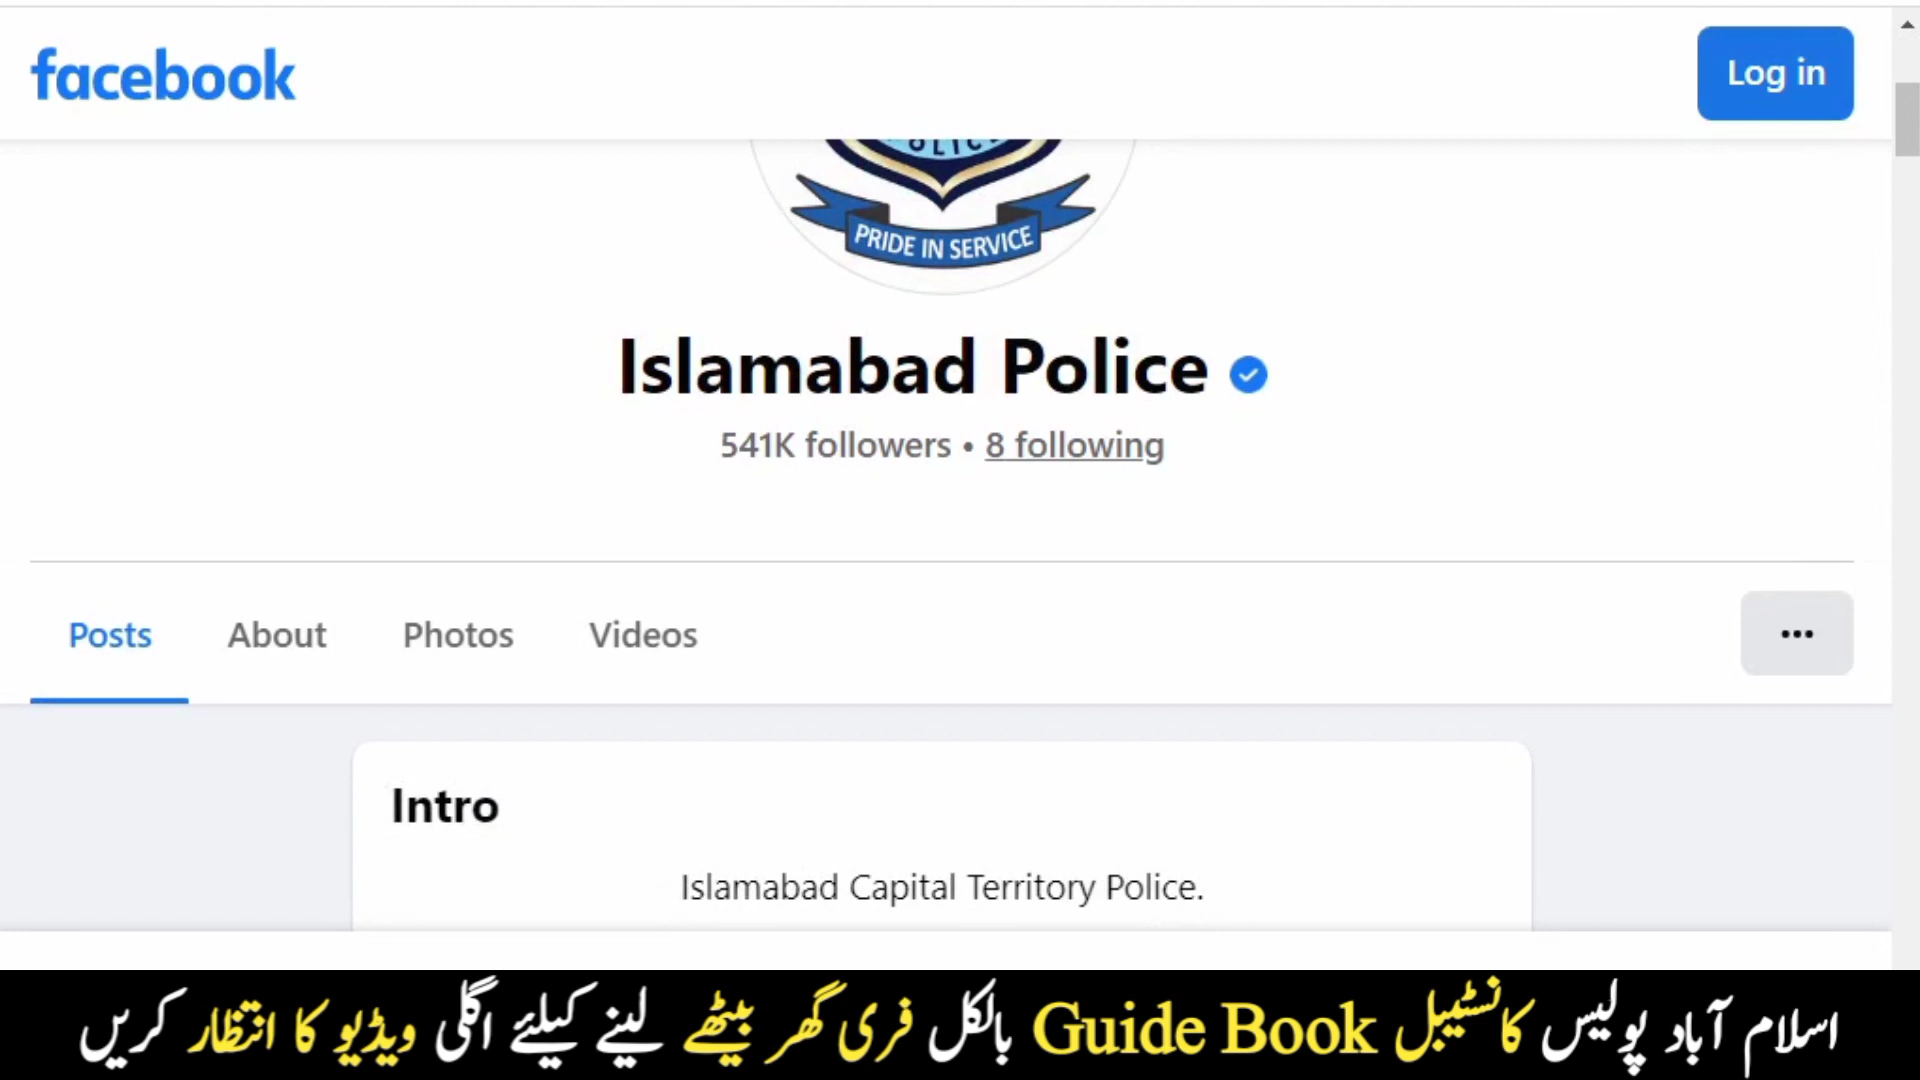 facebook
Log in
POLICE
PRIDE IN SERVICE
Islamabad Police
541K followers • 8 following
Posts
About
Photos
Videos
Intro
Islamabad Capital Territory Police.
اسلام آباد پولیس کانسٹیبل Guide Book بالکل فری گھر بیٹھے لینے کیلئے اگلی ویڈیو کا انتظار کریں